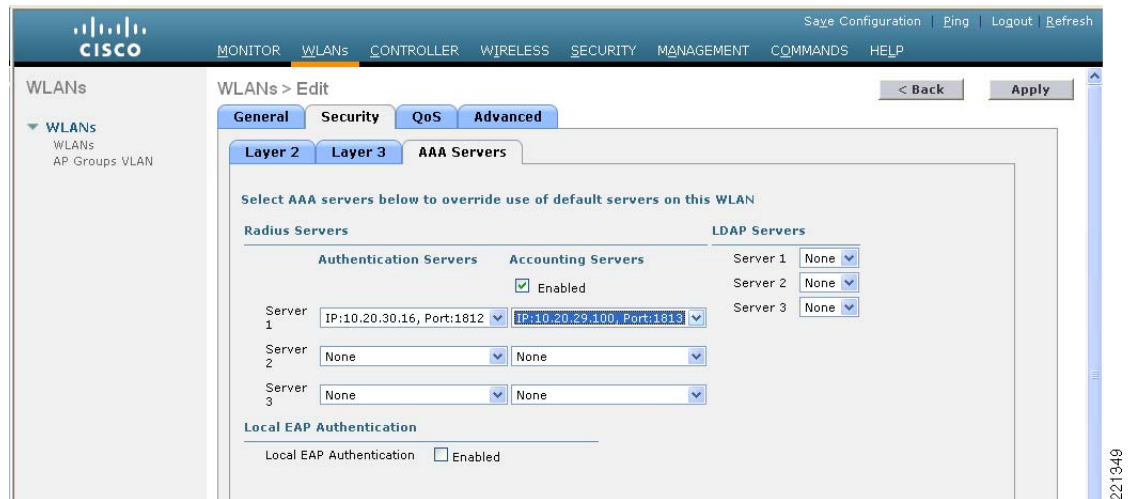 Save Configuration | Ping | Logout | Refresh
CISCO
MONITOR WLANs CONTROLLER WIRELESS SECURITY MANAGEMENT COMMANDS HELP
WLANs
WLANs > Edit
< Back
Apply
WLANs
WLANs
AP Groups VLAN
General
Security
QoS
Advanced
Layer 2
Layer 3
AAA Servers
Select AAA servers below to override use of default servers on this WLAN
Radius Servers
LDAP Servers
Authentication Servers
Accounting Servers
Enabled
Server 1 None
Server 2 None
Server 3 None
Server 1
IP:10.20.30.16, Port:1812
IP:10.20.29.100, Port:1813
Server 2
None
None
Server 3
None
None
Local EAP Authentication
Local EAP Authentication
Enabled
221349